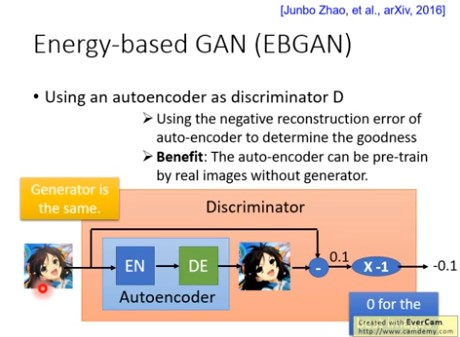 [Junbo Zhao, et al., arXiv, 2016]
Energy-based GAN (EBGAN)
• Using an autoencoder as discriminator D
➢ Using the negative reconstruction error of
auto-encoder to determine the goodness
➢ Benefit: The auto-encoder can be pre-train
by real images without generator.
Generator is
the same.
Discriminator
EN
DE
-
0.1
X -1
-0.1
Autoencoder
0 for the
Created with EverCam.
http://www.camdemy.com